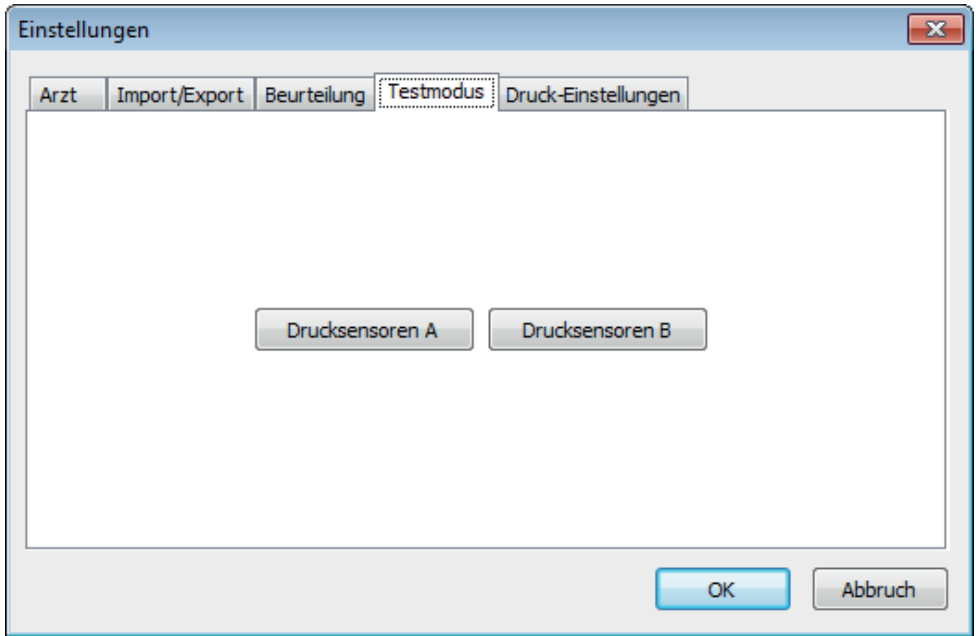 Einstellungen
Arzt Import/Export Beurteilung Testmodus Druck-Einstellungen
Drucksensoren A Drucksensoren B
OK Abbruch